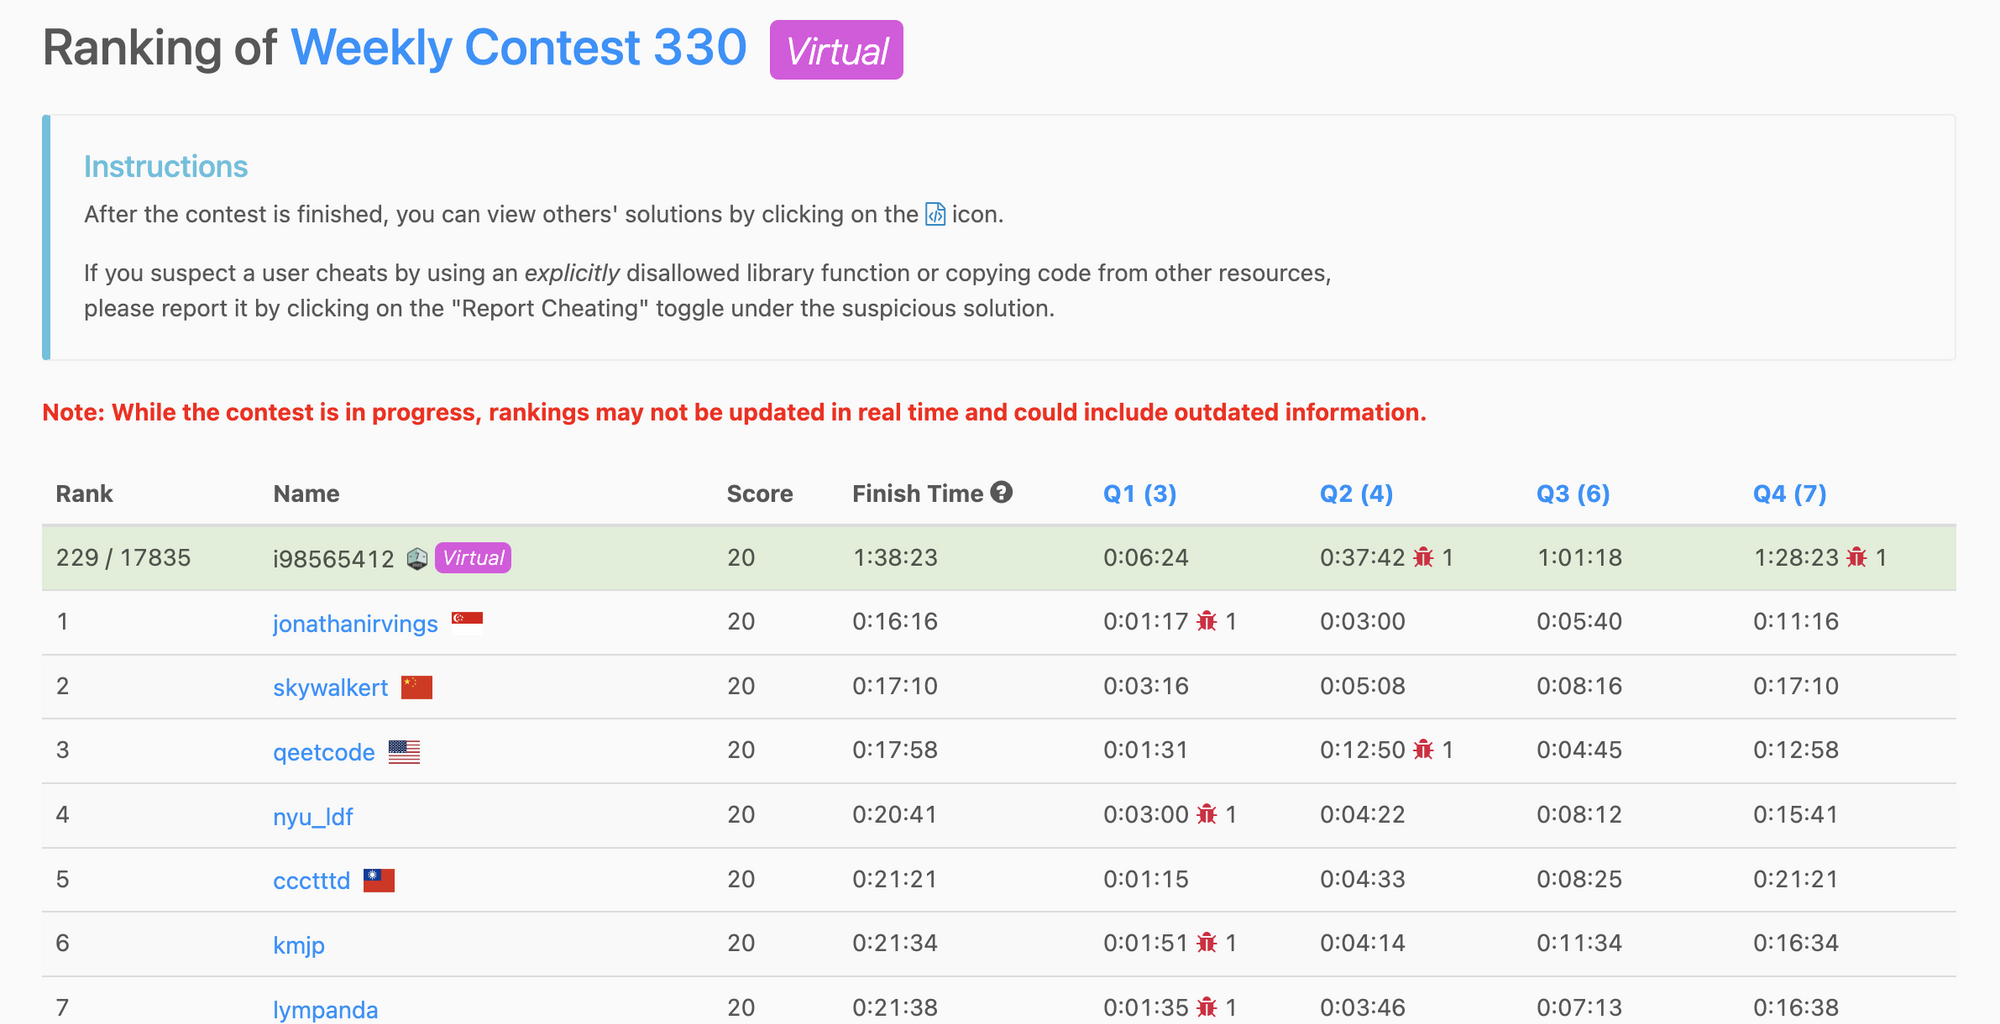 Ranking of Weekly Contest 330 Virtual
Instructions
After the contest is finished, you can view others' solutions by clicking on the </> icon.
If you suspect a user cheats by using an explicitly disallowed library function or copying code from other resources,
please report it by clicking on the "Report Cheating" toggle under the suspicious solution.
Note: While the contest is in progress, rankings may not be updated in real time and could include outdated information.
Rank Name Score Finish Time ? Q1 (3) Q2 (4) Q3 (6) Q4 (7)
229 / 17835 i98565412 Virtual 20 1:38:23 0:06:24 0:37:42 1 1:01:18 1:28:23 1
1 jonathanirvings 20 0:16:16 0:01:17 1 0:03:00 0:05:40 0:11:16
2 skywalkert 20 0:17:10 0:03:16 0:05:08 0:08:16 0:17:10
3 qeetcode 20 0:17:58 0:01:31 0:12:50 1 0:04:45 0:12:58
4 nyu_ldf 20 0:20:41 0:03:00 1 0:04:22 0:08:12 0:15:41
5 ccctttd 20 0:21:21 0:01:15 0:04:33 0:08:25 0:21:21
6 kmjp 20 0:21:34 0:01:51 1 0:04:14 0:11:34 0:16:34
7 lympanda 20 0:21:38 0:01:35 1 0:03:46 0:07:13 0:16:38